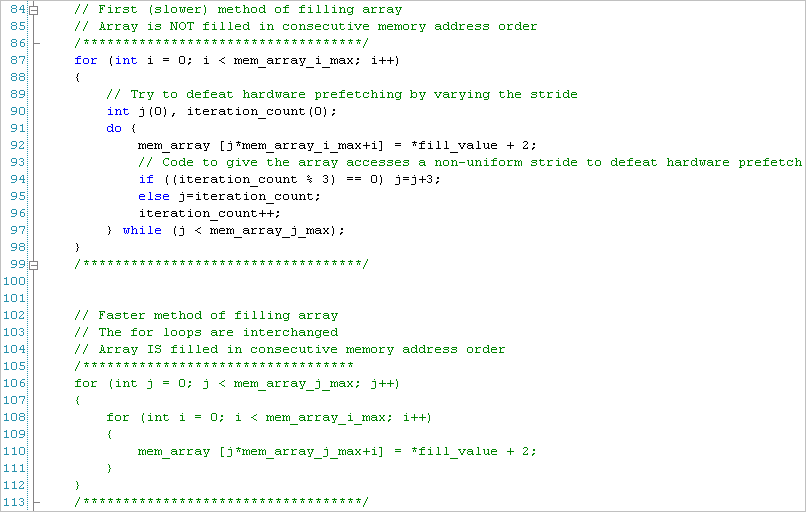 84 // First (slower) method of filling array
85 // Array is NOT filled in consecutive memory address order
86 /***********************************/
87 for (int i = 0; i < mem_array_i_max; i++)
88 {
89 // Try to defeat hardware prefetching by varying the stride
90 int j(0), iteration_count(0);
91 do {
92 mem_array [j*mem_array_i_max+i] = *fill_value + 2;
93 // Code to give the array accesses a non-uniform stride to defeat hardware prefetch
94 if ((iteration_count % 3) == 0) j=j+3;
95 else j=iteration_count;
96 iteration_count++;
97 } while (j < mem_array_j_max);
98 }
99 /***********************************/
100
101
102 // Faster method of filling array
103 // The for loops are interchanged
104 // Array IS filled in consecutive memory address order
105 /**********************************
106 for (int j = 0; j < mem_array_j_max; j++)
107 {
108 for (int i = 0; i < mem_array_i_max; i++)
109 {
110 mem_array [j*mem_array_j_max+i] = *fill_value + 2;
111 }
112 }
113 /***********************************/